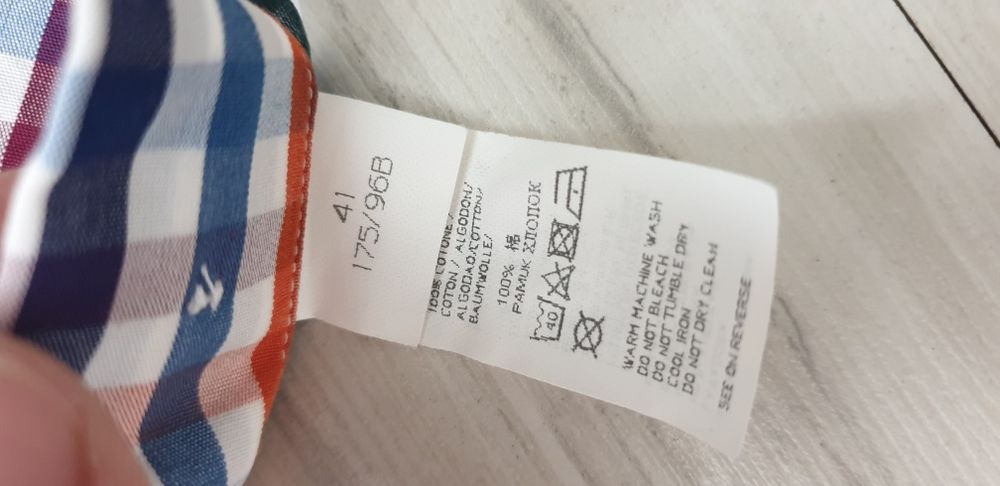 41
175/96B
100% COTONE/
COTON / ALGODON/
ALGODAO/COTTON/
BAUMWOLLE/
100% 棉
PAMUK ХЛОПОК
40
WARM MACHINE WASH
DO NOT BLEACH
DO NOT TUMBLE DRY
COOL IRON
DO NOT DRY CLEAN
SEE ON REVERSE